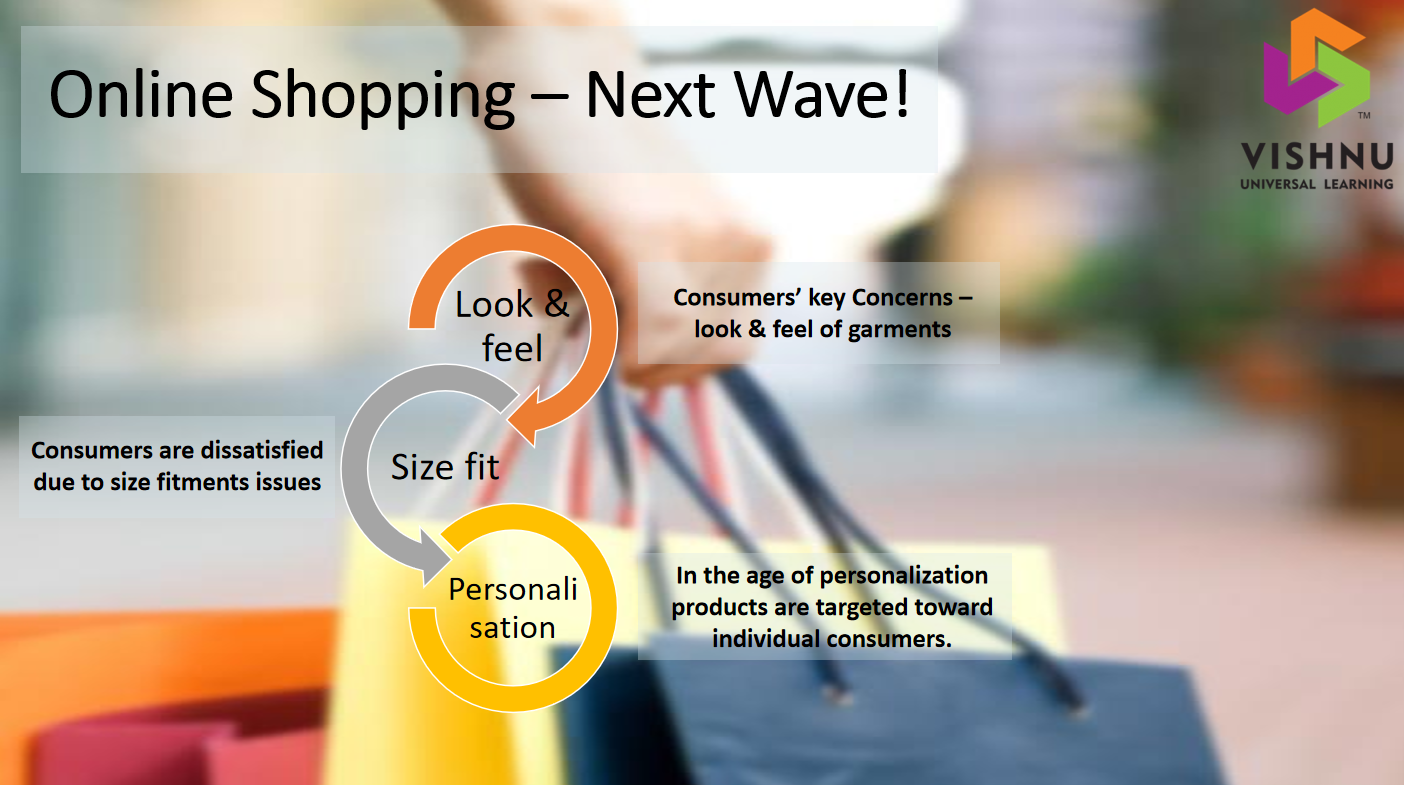 Online Shopping – Next Wave!
TM
VISHNU
UNIVERSAL LEARNING
Look &
feel
Consumers’ key Concerns –
look & feel of garments
Size fit
Consumers are dissatisfied
due to size fitments issues
Personali
sation
In the age of personalization
products are targeted toward
individual consumers.